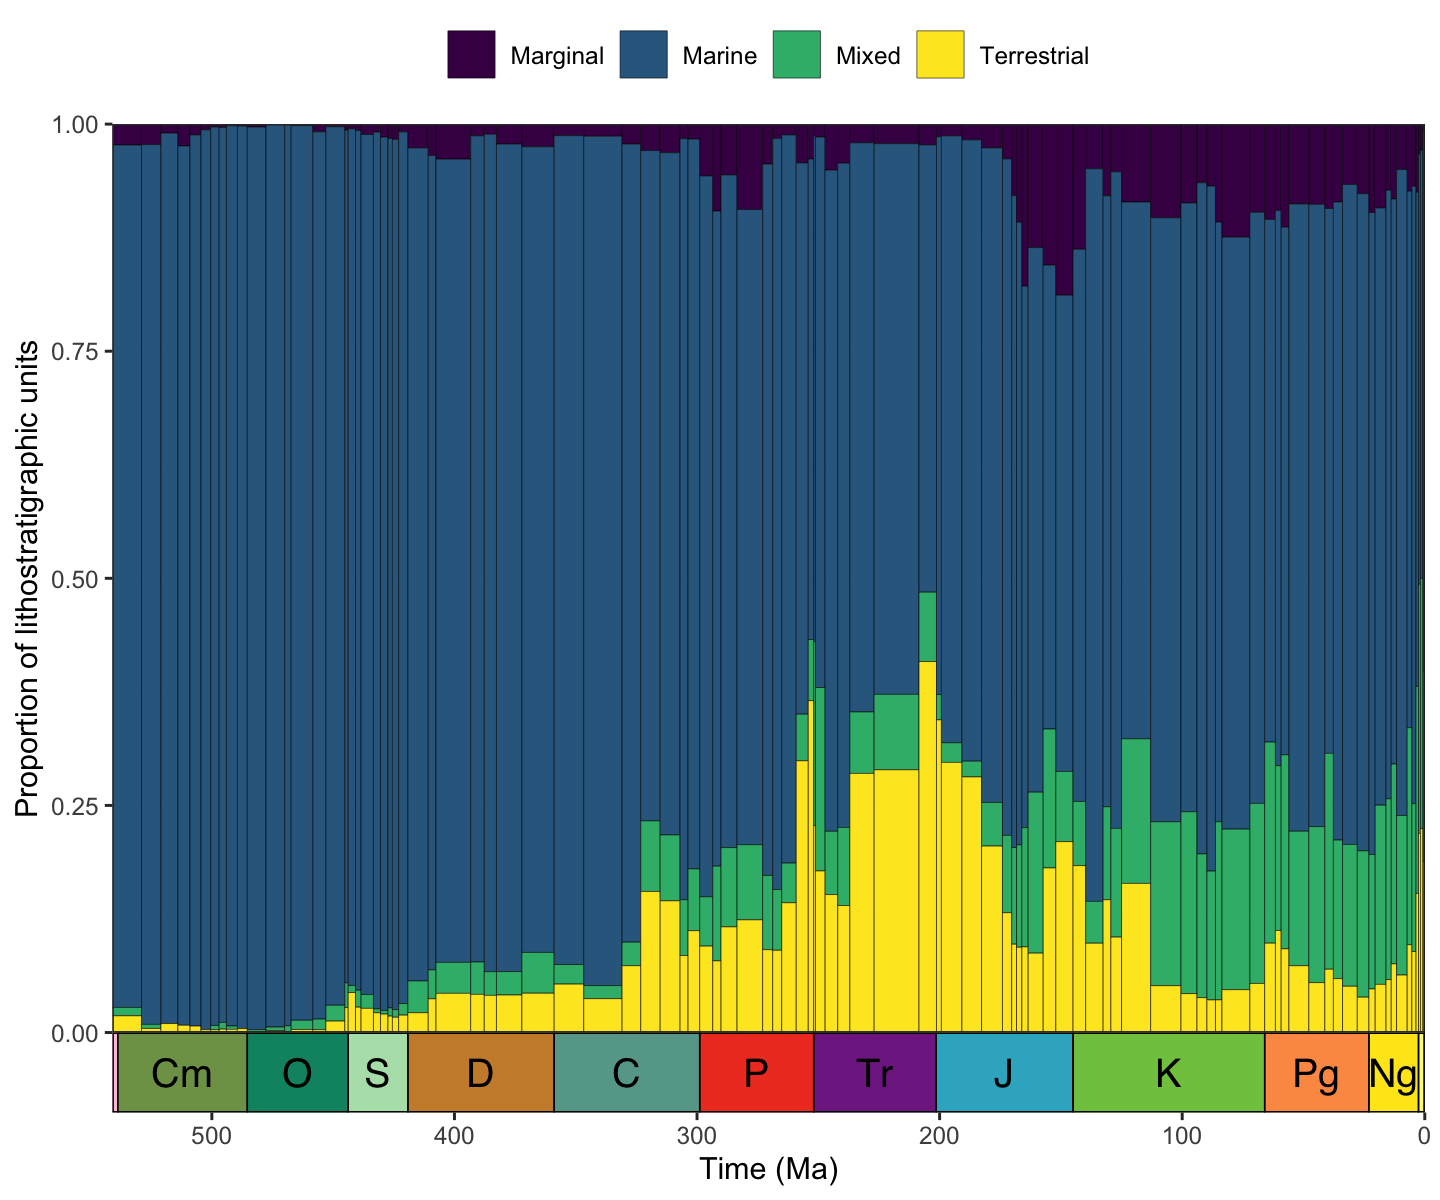 Marginal Marine Mixed Terrestrial
Proportion of lithostratigraphic units
1.00
0.75
0.50
0.25
0.00
Cm O S D C P Tr J K Pg Ng
500 400 300 200 100 0
Time (Ma)